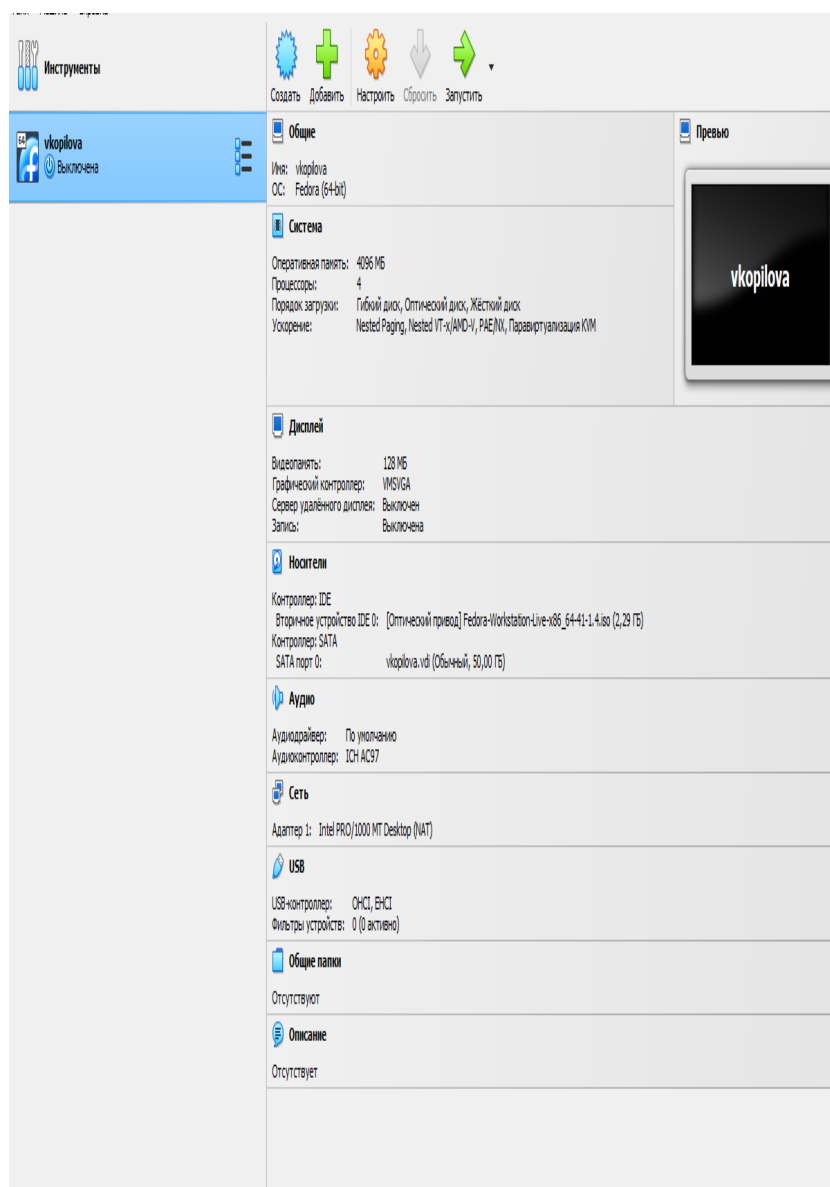 Инструменты
Создать Добавить Настроить Сбросить Запустить
64
vkopilova
Выключена
Общие
Имя: vkopilova
ОС: Fedora (64-bit)
Превью
vkopilova
Система
Оперативная память: 4096 МБ
Процессоры: 4
Порядок загрузки: Гибкий диск, Оптический диск, Жёсткий диск
Ускорение: Nested Paging, Nested VT-x/AMD-V, PAE/NX, Паравиртуализация KVM
Дисплей
Видеопамять: 128 МБ
Графический контроллер: VMSVGA
Сервер удалённого дисплея: Выключен
Запись: Выключена
Носители
Контроллер: IDE
Вторичное устройство IDE 0: [Оптический привод] Fedora-Workstation-Live-x86_64-41-1.4.iso (2,29 ГБ)
Контроллер: SATA
SATA порт 0: vkopilova.vdi (Обычный, 50,00 ГБ)
Аудио
Аудиодрайвер: По умолчанию
Аудиоконтроллер: ICH AC97
Сеть
Адаптер 1: Intel PRO/1000 MT Desktop (NAT)
USB
USB-контроллер: OHCI, EHCI
Фильтры устройств: 0 (0 активно)
Общие папки
Отсутствуют
Описание
Отсутствует